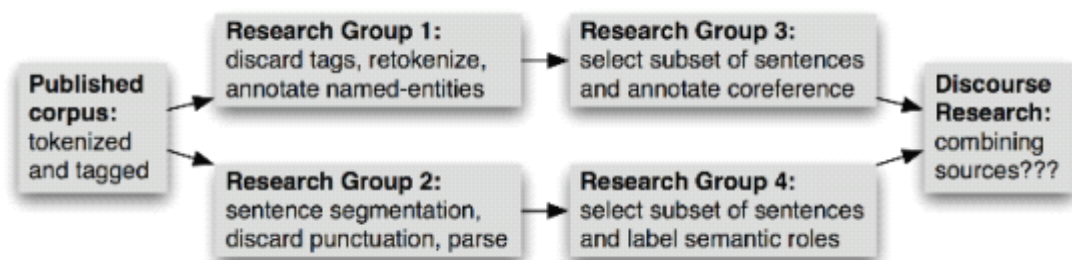 Published
corpus:
tokenized
and tagged
Research Group 1:
discard tags, retokenize,
annotate named-entities
Research Group 2:
sentence segmentation,
discard punctuation, parse
Research Group 3:
select subset of sentences
and annotate coreference
Research Group 4:
select subset of sentences
and label semantic roles
Discourse
Research:
combining
sources???